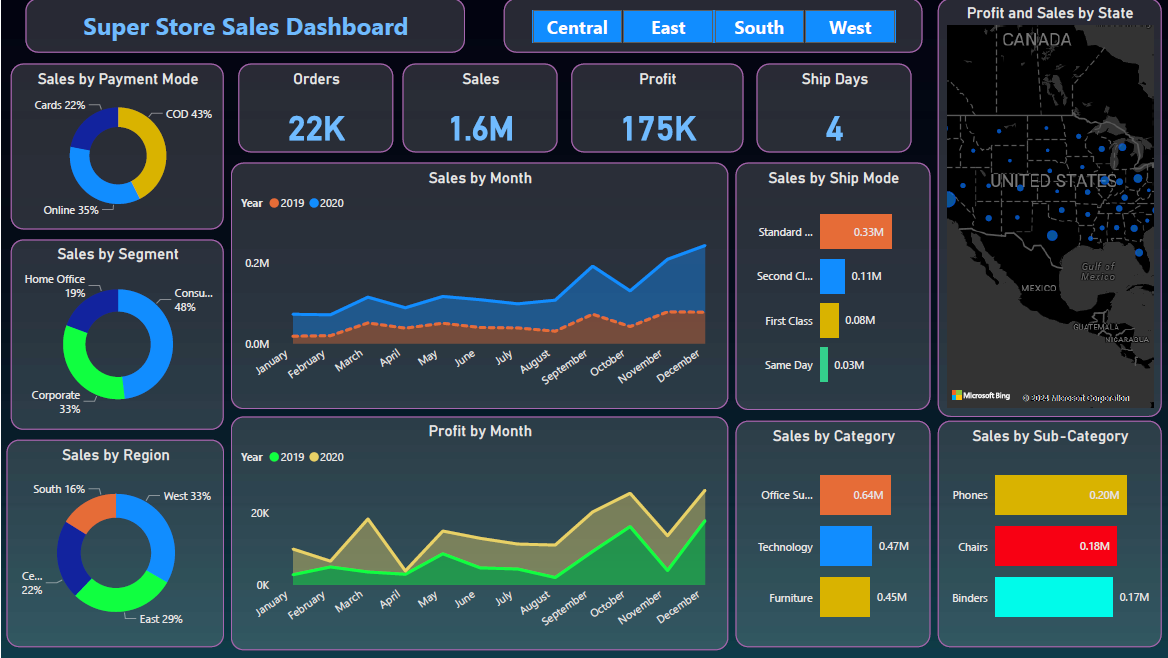 Super Store Sales Dashboard
Central
East
South
West
Profit and Sales by State
CANADA
UNITED STATES
Gulf of
Mexico
MEXICO
GUATEMALA
NICARAGUA
Microsoft Bing
© 2024 Microsoft Corporation
Sales by Payment Mode
Cards 22%
COD 43%
Online 35%
Orders
22K
Sales
1.6M
Profit
175K
Ship Days
4
Sales by Month
Year 2019 2020
0.2M
0.0M
January
February
March
April
May
June
July
August
September
October
November
December
Sales by Ship Mode
Standard ... 0.33M
Second Cl... 0.11M
First Class 0.08M
Same Day 0.03M
Sales by Segment
Home Office
19%
Consu...
48%
Corporate
33%
Profit by Month
Year 2019 2020
20K
0K
January
February
March
April
May
June
July
August
September
October
November
December
Sales by Category
Office Su... 0.64M
Technology 0.47M
Furniture 0.45M
Sales by Sub-Category
Phones 0.20M
Chairs 0.18M
Binders 0.17M
Sales by Region
South 16%
West 33%
Ce...
22%
East 29%